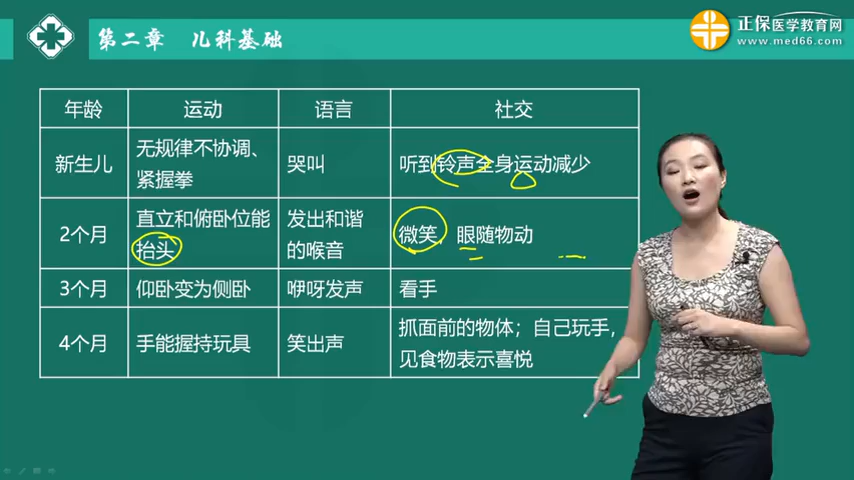 第二章 儿科基础
正保医学教育网
www.med66.com
年龄 运动 语言 社交
新生儿 无规律不协调、紧握拳 哭叫 听到铃声全身运动减少
2个月 直立和俯卧位能抬头 发出和谐的喉音 微笑，眼随物动
3个月 仰卧变为侧卧 咿呀发声 看手
4个月 手能握持玩具 笑出声 抓面前的物体；自己玩手，见食物表示喜悦